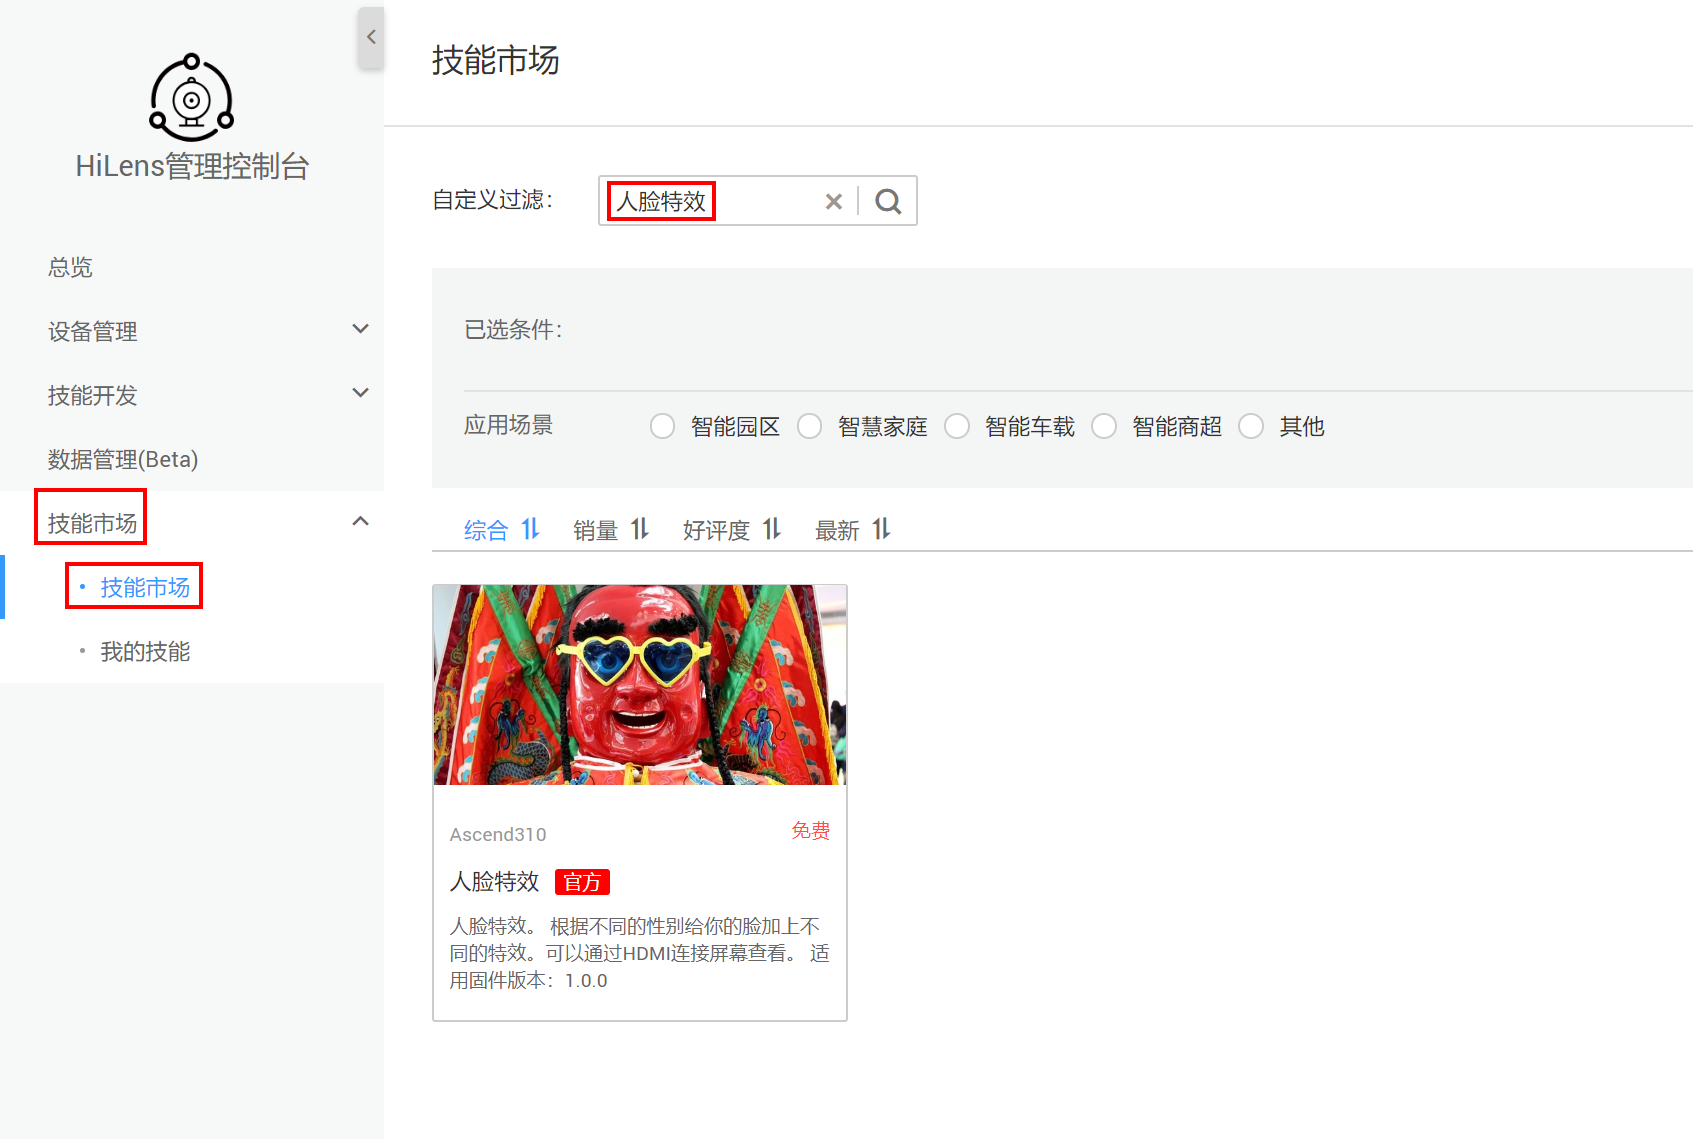 HiLens管理控制台
总览
设备管理
技能开发
数据管理(Beta)
技能市场
技能市场
我的技能
技能市场
自定义过滤：
人脸特效
已选条件：
应用场景
智能园区 智慧家庭 智能车载 智能商超 其他
综合 销量 好评度 最新
Ascend310 免费
人脸特效 官方
人脸特效。 根据不同的性别给你的脸加上不
同的特效。可以通过HDMI连接屏幕查看。 适
用固件版本：1.0.0